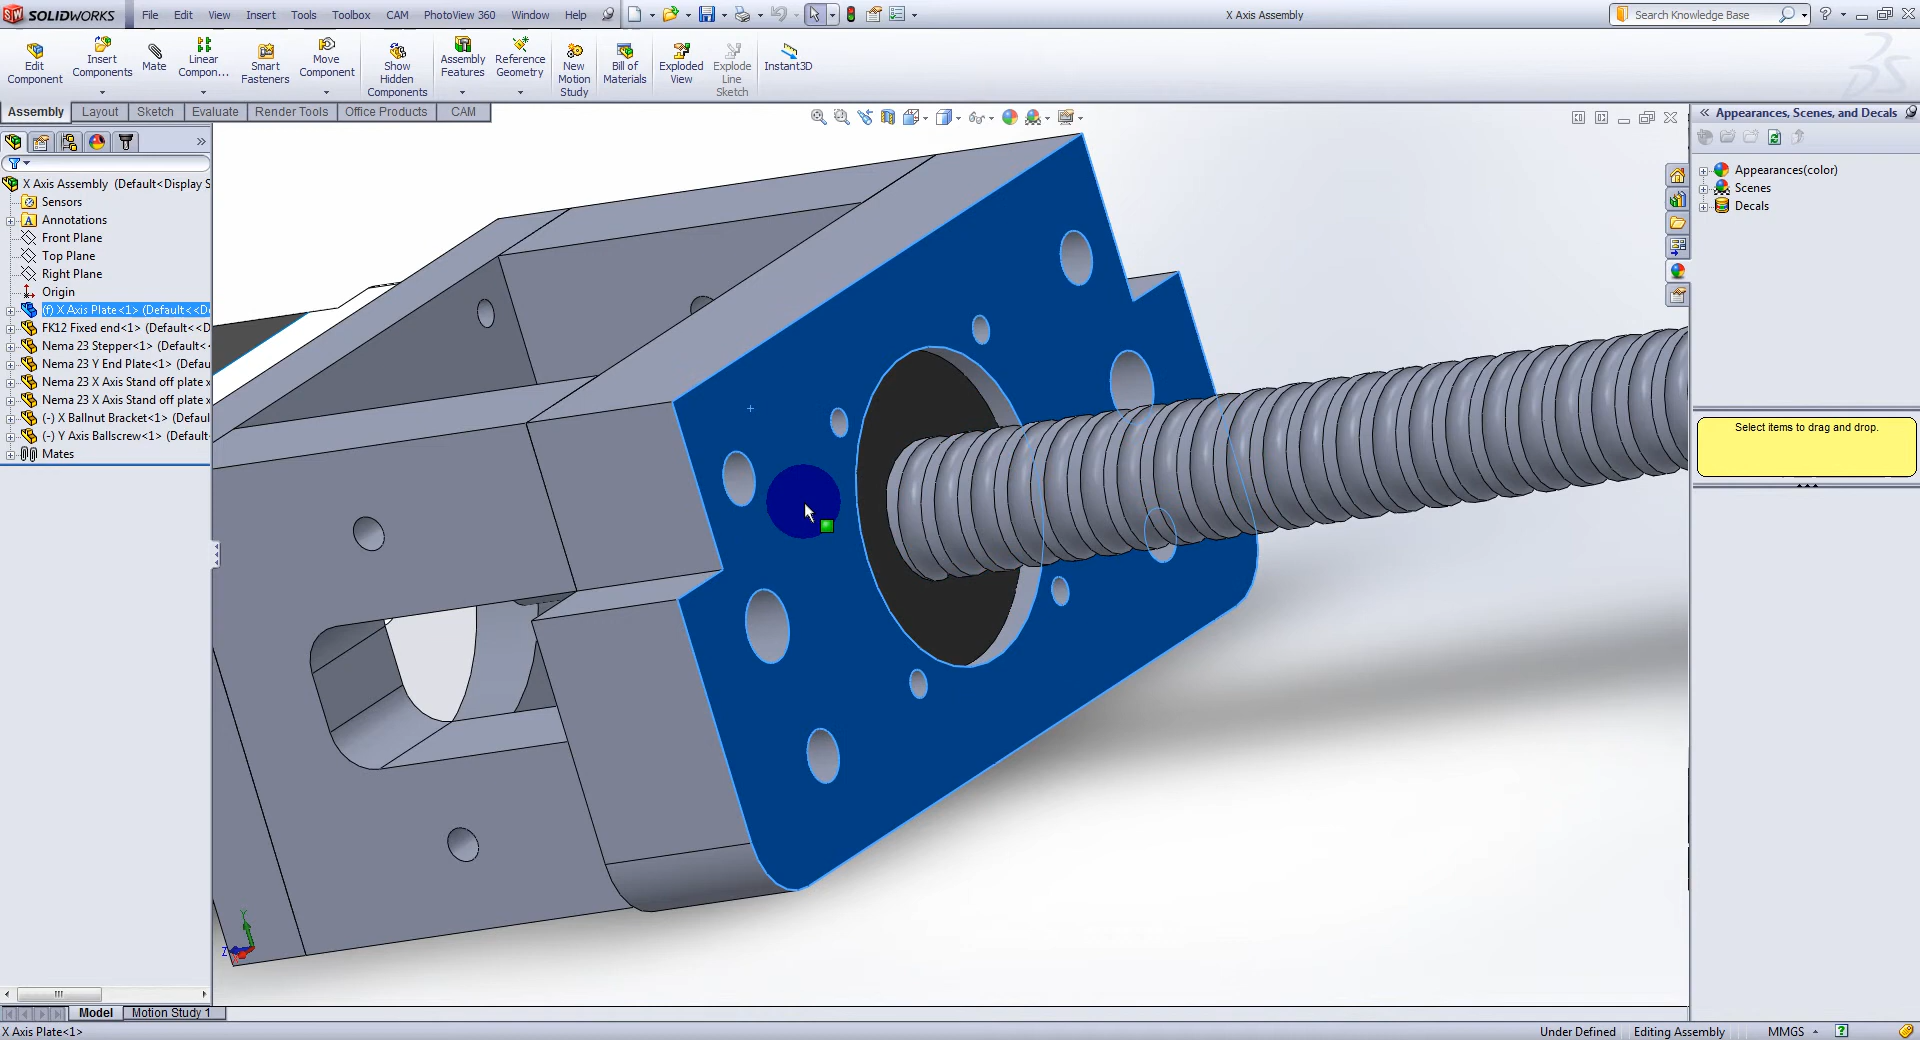 SOLIDWORKS File Edit View Insert Tools Toolbox CAM PhotoView 360 Window Help X Axis Assembly Search Knowledge Base
Edit Component
Insert Components
Mate
Linear Compon...
Smart Fasteners
Move Component
Show Hidden Components
Assembly Features
Reference Geometry
New Motion Study
Bill of Materials
Exploded View
Explode Line Sketch
Instant3D
Assembly Layout Sketch Evaluate Render Tools Office Products CAM
Appearances, Scenes, and Decals
Appearances(color)
Scenes
Decals
Select items to drag and drop.
X Axis Assembly (Default<Display S
Sensors
Annotations
Front Plane
Top Plane
Right Plane
Origin
(f) X Axis Plate<1> (Default<<D
FK12 Fixed end<1> (Default<<D
Nema 23 Stepper<1> (Default<
Nema 23 Y End Plate<1> (Defau
Nema 23 X Axis Stand off plate x
Nema 23 X Axis Stand off plate x
(-) X Ballnut Bracket<1> (Defaul
(-) Y Axis Ballscrew<1> (Default
Mates
Y
Z
Model Motion Study 1
X Axis Plate<1> Under Defined Editing Assembly MMGS